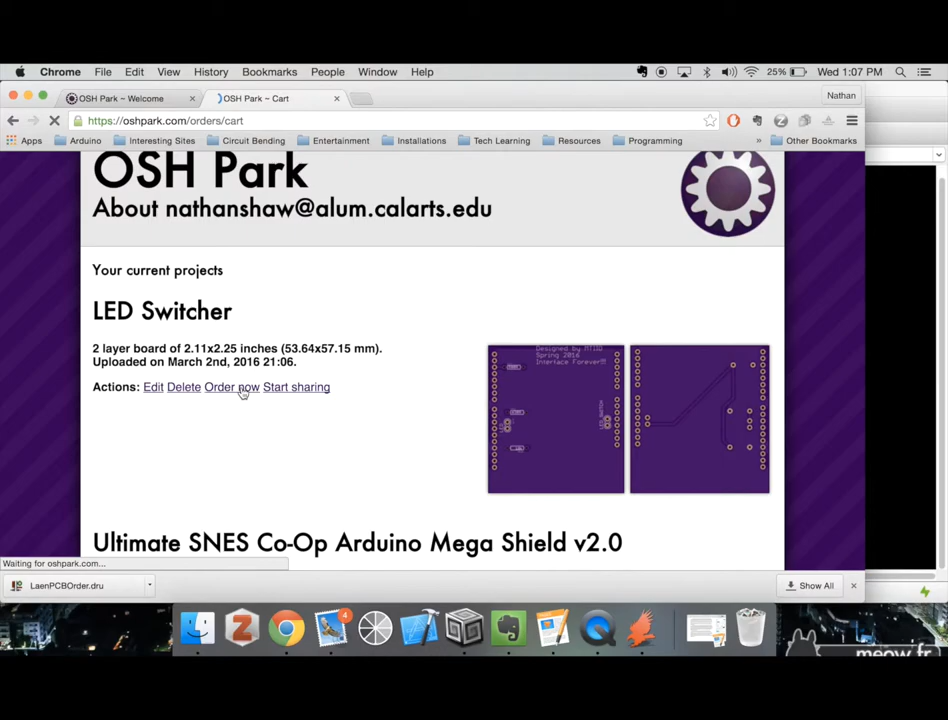 Chrome File Edit View History Bookmarks People Window Help 25% Wed 1:07 PM
OSH Park – Welcome × OSH Park – Cart × Nathan
https://oshpark.com/orders/cart
Apps Arduino Interesting Sites Circuit Bending Entertainment Installations Tech Learning Resources Programming » Other Bookmarks
OSH Park
About nathanshaw@alum.calarts.edu
Your current projects
LED Switcher
2 layer board of 2.11x2.25 inches (53.64x57.15 mm).
Uploaded on March 2nd, 2016 21:06.
Actions: Edit Delete Order now Start sharing
Designed by MTIID
Spring 2016
Interlace Forever!!!
LED_SWITCH
Ultimate SNES Co-Op Arduino Mega Shield v2.0
Waiting for oshpark.com...
LaenPCBOrder.dru Show All ×
4
meow.fr